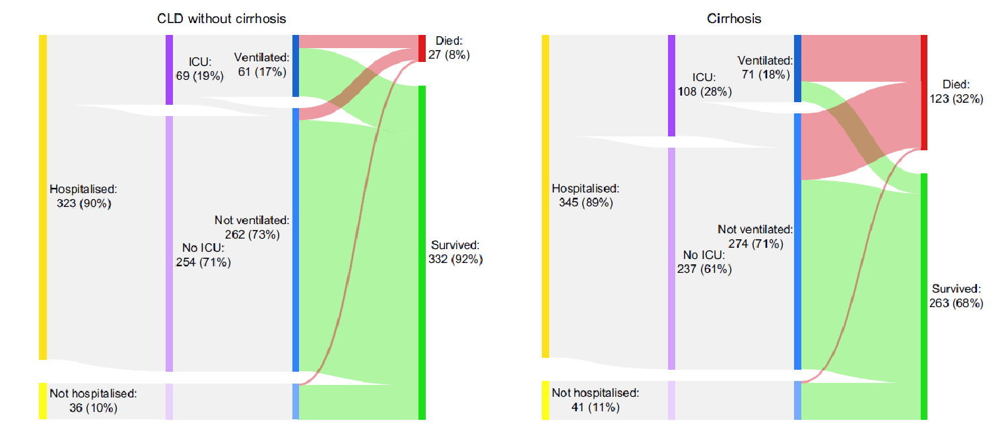 CLD without cirrhosis
Died:
27 (8%)
ICU:
69 (19%)
Ventilated:
61 (17%)
Hospitalised:
323 (90%)
Not ventilated:
262 (73%)
No ICU:
254 (71%)
Survived:
332 (92%)
Not hospitalised:
36 (10%)
Cirrhosis
Ventilated:
71 (18%)
ICU:
108 (28%)
Died:
123 (32%)
Hospitalised:
345 (89%)
Not ventilated:
274 (71%)
No ICU:
237 (61%)
Survived:
263 (68%)
Not hospitalised:
41 (11%)